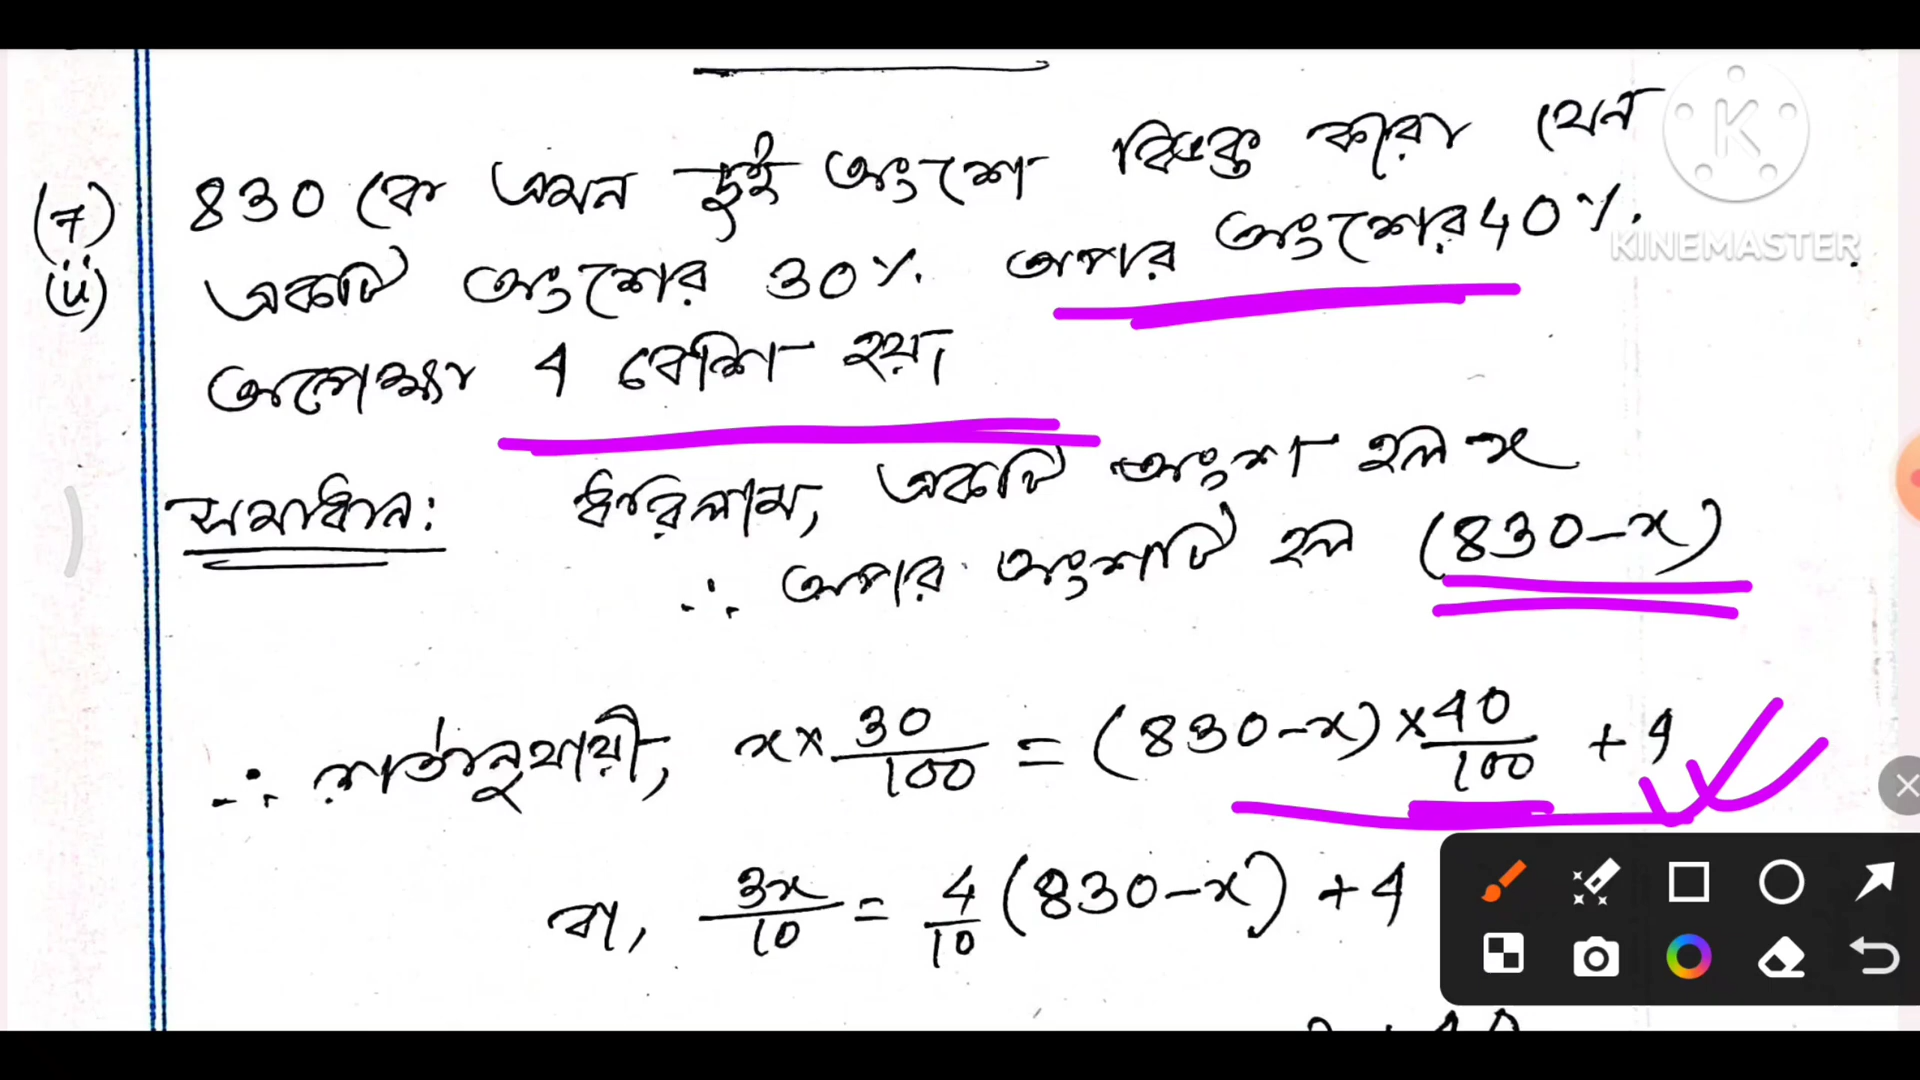 (7) 830 কে এমন দুই অংশে বিভক্ত করো যেন
(ii) একটি অংশের 30% অপর অংশের 40%
অপেক্ষা 4 বেশি হয়।
সমাধান: ধরিলাম, একটি অংশ হল x
∴ অপর অংশটি হল (830-x)
∴ শর্তানুযায়ী, x × 30/100 = (830-x) × 40/100 + 4
বা, 3x/10 = 4/10 (830-x) + 4
K
KINEMASTER